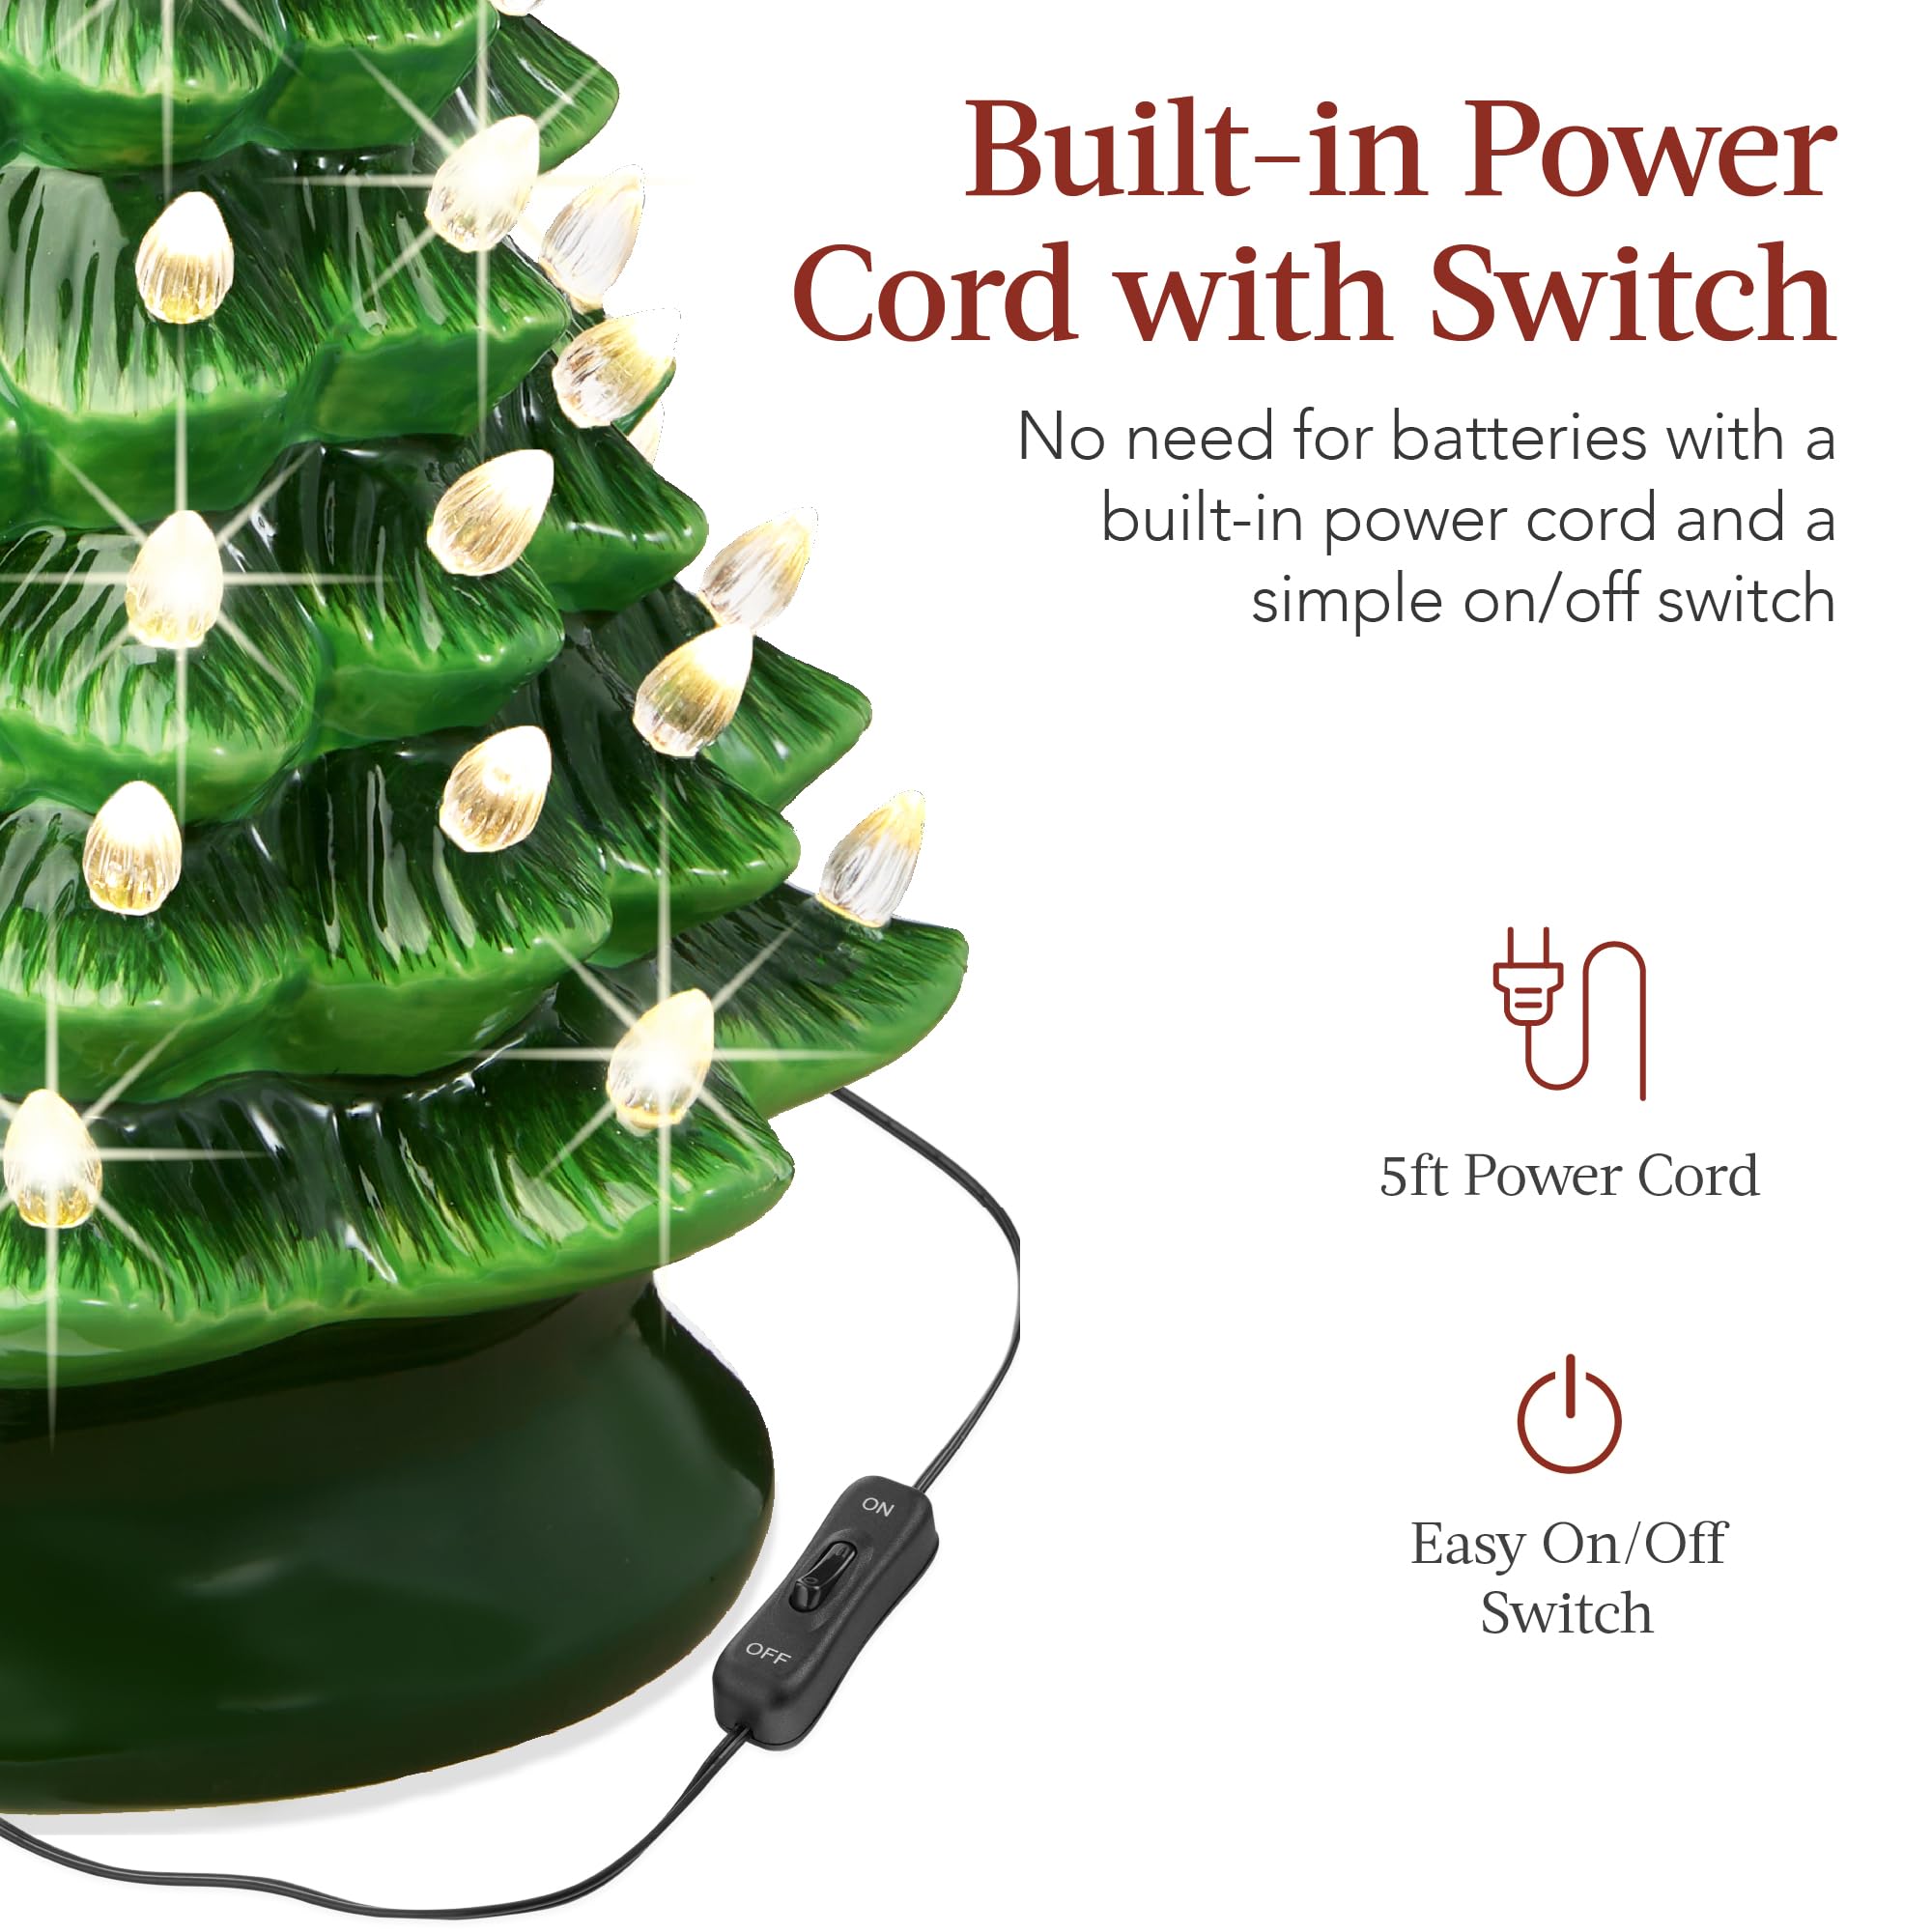 Built-in Power
Cord with Switch
No need for batteries with a
built-in power cord and a
simple on/off switch
5ft Power Cord
Easy On/Off
Switch
ON
OFF